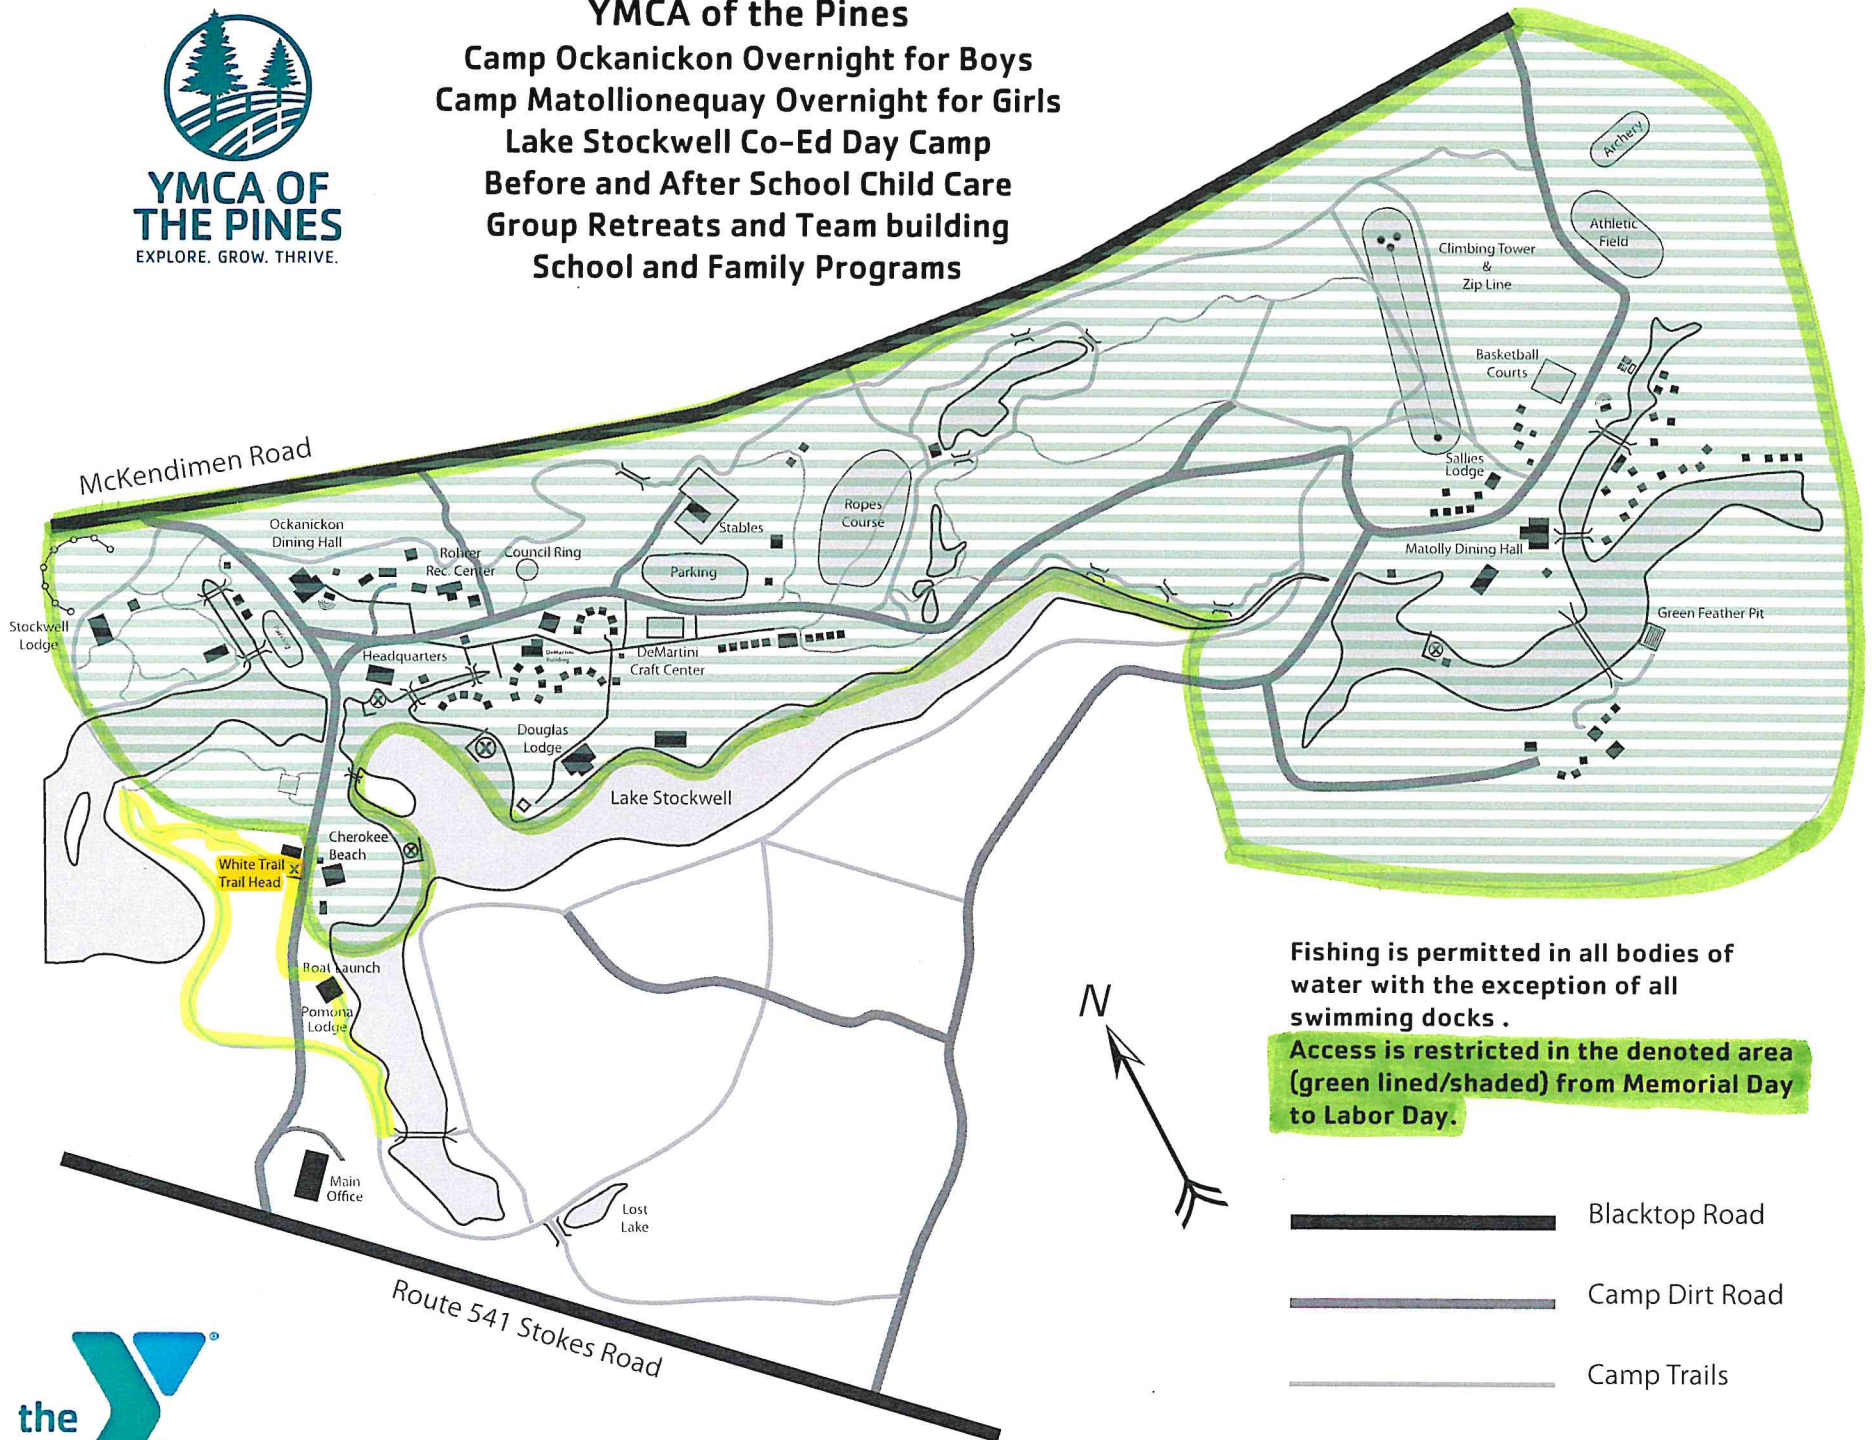 YMCA of the Pines
Camp Ockanickon Overnight for Boys
Camp Matollionequay Overnight for Girls
Lake Stockwell Co-Ed Day Camp
Before and After School Child Care
Group Retreats and Team building
School and Family Programs
YMCA OF
THE PINES
EXPLORE. GROW. THRIVE.
Archery
Athletic
Field
Climbing Tower
&
Zip Line
Basketball
Courts
McKendimen Road
Sallies
Lodge
Ropes
Course
Stables
Ockanickon
Dining Hall
Rohrer
Rec. Center
Council Ring
Parking
Matolly Dining Hall
Stockwell
Lodge
Parking
Headquarters
DeMartini
Building
DeMartini
Craft Center
Green Feather Pit
Douglas
Lodge
Lake Stockwell
Cherokee
Beach
White Trail
Trail Head
X
Boat Launch
Pomona
Lodge
N
Fishing is permitted in all bodies of
water with the exception of all
swimming docks .
Access is restricted in the denoted area
(green lined/shaded) from Memorial Day
to Labor Day.
Main
Office
Lost
Lake
Route 541 Stokes Road
Blacktop Road
Camp Dirt Road
Camp Trails
the
®